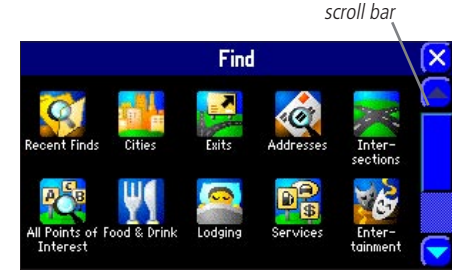 scroll bar
Find
Recent Finds Cities Exits Addresses Inter-
sections
A B C
All Points of Food & Drink Lodging Services Enter-
Interest tainment